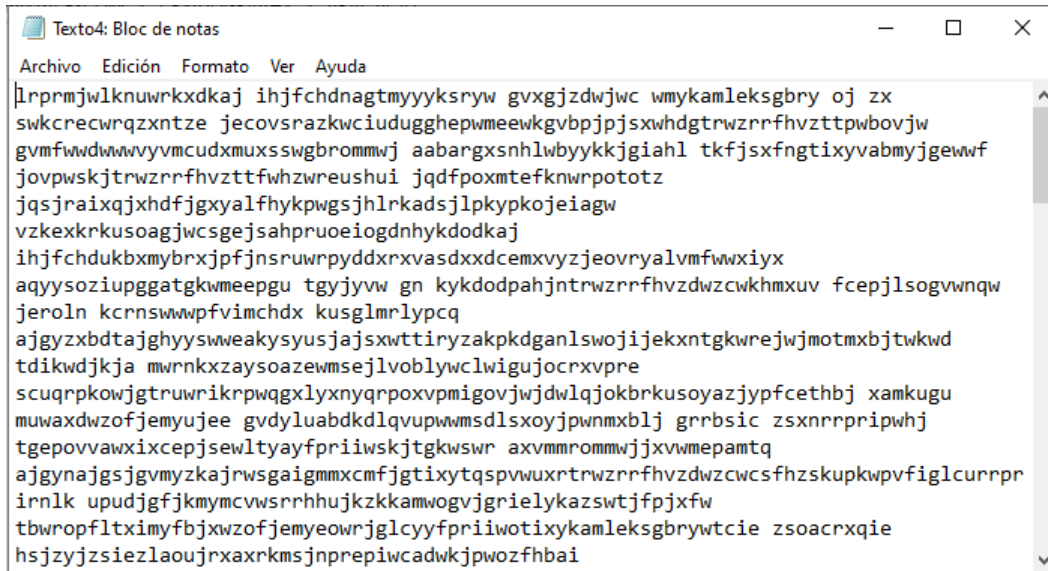 Texto4: Bloc de notas
Archivo Edición Formato Ver Ayuda
lrprmjwlknuwrkxdkaj ihjfchdnagtmyyyksryw gvxgjzdwjwc wmykamleksgbry oj zx
swkcrecwrqzxntze jecovsrazkwciudugghepwmeewkgvbpjpjsxwhdgtrwzrrfhvzttpwbovjw
gvmfwwdwwwvyvmcudxmuxsswgbrommwj aabargxsnhlwbyykkjgiahl tkfjsxfngtixyvabmyjgewwf
jovpwskjtrwzrrfhvzttfwhzwreushui jqdfpoxmtefknwrpototz
jqsjraixqjxhdfjgxyalfhykpwgsjhlrkadsjlpkypkojeiagw
vzkexkrkusoagjwcsgejsahpruoeiogdnhykdodkaj
ihjfchdukbxmybrxjpfjnsruwrpyddxrxvasdxxdcemxvyzjeovryalvmfwwxiyx
aqyysoziupggatgkwmeepgu tgyjyvw gn kykdodpahjntrwzrrfhvzdwzcwkhmxuv fcepjlsogvwnqw
jeroln kcrnswwwpfvimchdx kusglmrlypcq
ajgyzxbdtajghyyswweakysyusjajsxwttiryzakpkdganlswojijekxntgkwrejwjmotmxbjtwkwd
tdikwdjkja mwrnkxzaysoazewmsejlvoblywclwigujocrxvpre
scuqrpkowjgtruwrikrpwqgxlyxnyqrpoxvpmigovjwjdwlqjokbrkusoyazjypfcethbj xamkugu
muwaxdwzofjemyujee gvdyluabdkdlqvupwwmsdlsxoyjpwnmxblj grrbsic zsxnrrpripwhj
tgepovvawxixcepjsewltyayfpriiwskjtgkwswr axvmmrommwjjxvwmepamtq
ajgynajgsjgvmyzkajrwsgaigmmxcmfjgtixytqspvwuxrtrwzrrfhvzdwzcwcsfhzskupkwpvfiglcurrpr
irnlk upudjgfjkmymcvwsrrhhujkzkkamwogvjgrielykazswtjfpjxfw
tbwropfltximyfbjxwzofjemyeowrjglcyyfpriiwotixykamleksgbrywtcie zsoacrxqie
hsjzyjzsiezlaoujrxaxrkmsjnprepiwcadwkjpwozfhbai